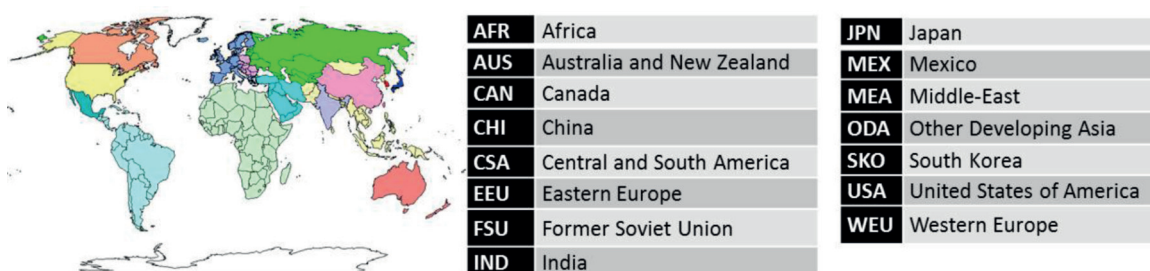 AFR Africa
AUS Australia and New Zealand
CAN Canada
CHI China
CSA Central and South America
EEU Eastern Europe
FSU Former Soviet Union
IND India
JPN Japan
MEX Mexico
MEA Middle-East
ODA Other Developing Asia
SKO South Korea
USA United States of America
WEU Western Europe